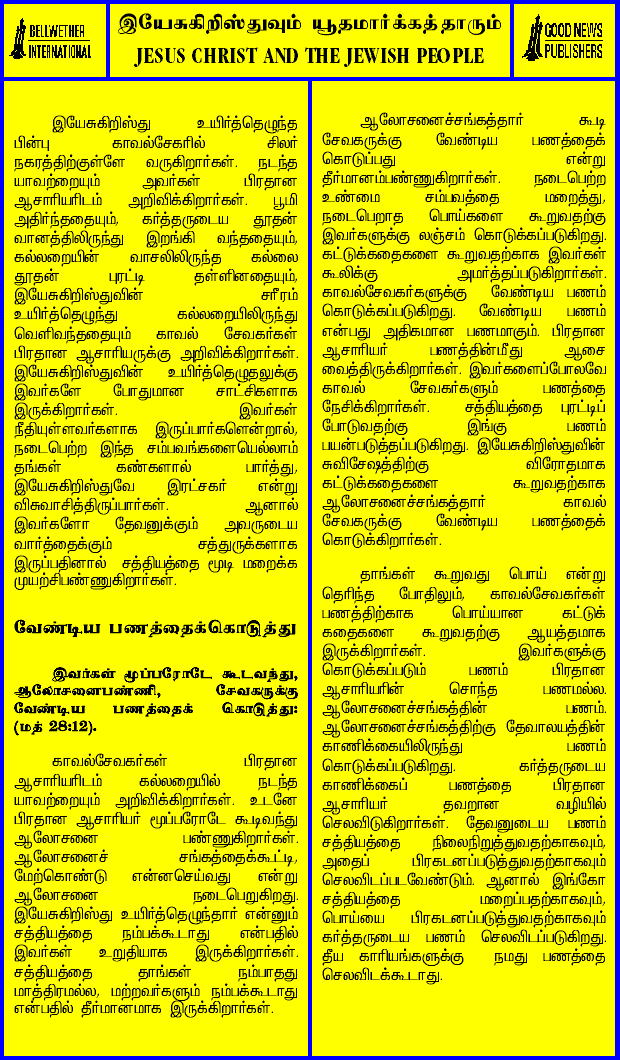 BELLWETHER
INTERNATIONAL
இயேசுகிறிஸ்துவும் யூதமார்க்கத்தாரும்
JESUS CHRIST AND THE JEWISH PEOPLE
GOOD NEWS
PUBLISHERS
இயேசுகிறிஸ்து உயிர்த்தெழுந்த
பின்பு காவல்சேகரில் சிலர்
நகரத்திற்குள்ளே வருகிறார்கள். நடந்த
யாவற்றையும் அவர்கள் பிரதான
ஆசாரியரிடம் அறிவிக்கிறார்கள். பூமி
அதிர்ந்ததையும், கர்த்தருடைய தூதன்
வானத்திலிருந்து இறங்கி வந்ததையும்,
கல்லறையின் வாசலிலிருந்த கல்லை
தூதன் புரட்டி தள்ளினதையும்,
இயேசுகிறிஸ்துவின் சரீரம்
உயிர்த்தெழுந்து கல்லறையிலிருந்து
வெளிவந்ததையும் காவல் சேவகர்கள்
பிரதான ஆசாரியருக்கு அறிவிக்கிறார்கள்.
இயேசுகிறிஸ்துவின் உயிர்த்தெழுதலுக்கு
இவர்களே போதுமான சாட்சிகளாக
இருக்கிறார்கள். இவர்கள்
நீதியுள்ளவர்களாக இருப்பார்களென்றால்,
நடைபெற்ற இந்த சம்பவங்களையெல்லாம்
தங்கள் கண்களால் பார்த்து,
இயேசுகிறிஸ்துவே இரட்சகர் என்று
விசுவாசித்திருப்பார்கள். ஆனால்
இவர்களோ தேவனுக்கும் அவருடைய
வார்த்தைக்கும் சத்துருக்களாக
இருப்பதினால் சத்தியத்தை மூடி மறைக்க
முயற்சிபண்ணுகிறார்கள்.
வேண்டிய பணத்தைக்கொடுத்து
இவர்கள் மூப்பரோடே கூடவந்து,
ஆலோசனைபண்ணி, சேவகருக்கு
வேண்டிய பணத்தைக் கொடுத்து:
(மத் 28:12).
காவல்சேவகர்கள் பிரதான
ஆசாரியரிடம் கல்லறையில் நடந்த
யாவற்றையும் அறிவிக்கிறார்கள். உடனே
பிரதான ஆசாரியர் மூப்பரோடே கூடிவந்து
ஆலோசனை பண்ணுகிறார்கள்.
ஆலோசனைச் சங்கத்தைக்கூட்டி,
மேற்கொண்டு என்னசெய்வது என்று
ஆலோசனை நடைபெறுகிறது.
இயேசுகிறிஸ்து உயிர்த்தெழுந்தார் என்னும்
சத்தியத்தை நம்பக்கூடாது என்பதில்
இவர்கள் உறுதியாக இருக்கிறார்கள்.
சத்தியத்தை தாங்கள் நம்பாதது
மாத்திரமல்ல, மற்றவர்களும் நம்பக்கூடாது
என்பதில் தீர்மானமாக இருக்கிறார்கள்.
ஆலோசனைச்சங்கத்தார் கூடி
சேவகருக்கு வேண்டிய பணத்தைக்
கொடுப்பது என்று
தீர்மானம்பண்ணுகிறார்கள். நடைபெற்ற
உண்மை சம்பவத்தை மறைத்து,
நடைபெறாத பொய்களை கூறுவதற்கு
இவர்களுக்கு லஞ்சம் கொடுக்கப்படுகிறது.
கட்டுக்கதைகளை கூறுவதற்காக இவர்கள்
கூலிக்கு அமர்த்தப்படுகிறார்கள்.
காவல்சேவகர்களுக்கு வேண்டிய பணம்
கொடுக்கப்படுகிறது. வேண்டிய பணம்
என்பது அதிகமான பணமாகும். பிரதான
ஆசாரியர் பணத்தின்மீது ஆசை
வைத்திருக்கிறார்கள். இவர்களைப்போலவே
காவல் சேவகர்களும் பணத்தை
நேசிக்கிறார்கள். சத்தியத்தை புரட்டிப்
போடுவதற்கு இங்கு பணம்
பயன்படுத்தப்படுகிறது. இயேசுகிறிஸ்துவின்
சுவிசேஷத்திற்கு விரோதமாக
கட்டுக்கதைகளை கூறுவதற்காக
ஆலோசனைச்சங்கத்தார் காவல்
சேவகருக்கு வேண்டிய பணத்தைக்
கொடுக்கிறார்கள்.
தாங்கள் கூறுவது பொய் என்று
தெரிந்த போதிலும், காவல்சேவகர்கள்
பணத்திற்காக பொய்யான கட்டுக்
கதைகளை கூறுவதற்கு ஆயத்தமாக
இருக்கிறார்கள். இவர்களுக்கு
கொடுக்கப்படும் பணம் பிரதான
ஆசாரியரின் சொந்த பணமல்ல.
ஆலோசனைச்சங்கத்தின் பணம்.
ஆலோசனைச்சங்கத்திற்கு தேவாலயத்தின்
காணிக்கையிலிருந்து பணம்
கொடுக்கப்படுகிறது. கர்த்தருடைய
காணிக்கைப் பணத்தை பிரதான
ஆசாரியர் தவறான வழியில்
செலவிடுகிறார்கள். தேவனுடைய பணம்
சத்தியத்தை நிலைநிறுத்துவதற்காகவும்,
அதைப் பிரகடனப்படுத்துவதற்காகவும்
செலவிடப்படவேண்டும். ஆனால் இங்கோ
சத்தியத்தை மறைப்பதற்காகவும்,
பொய்யை பிரகடனப்படுத்துவதற்காகவும்
கர்த்தருடைய பணம் செலவிடப்படுகிறது.
தீய காரியங்களுக்கு நமது பணத்தை
செலவிடக்கூடாது.